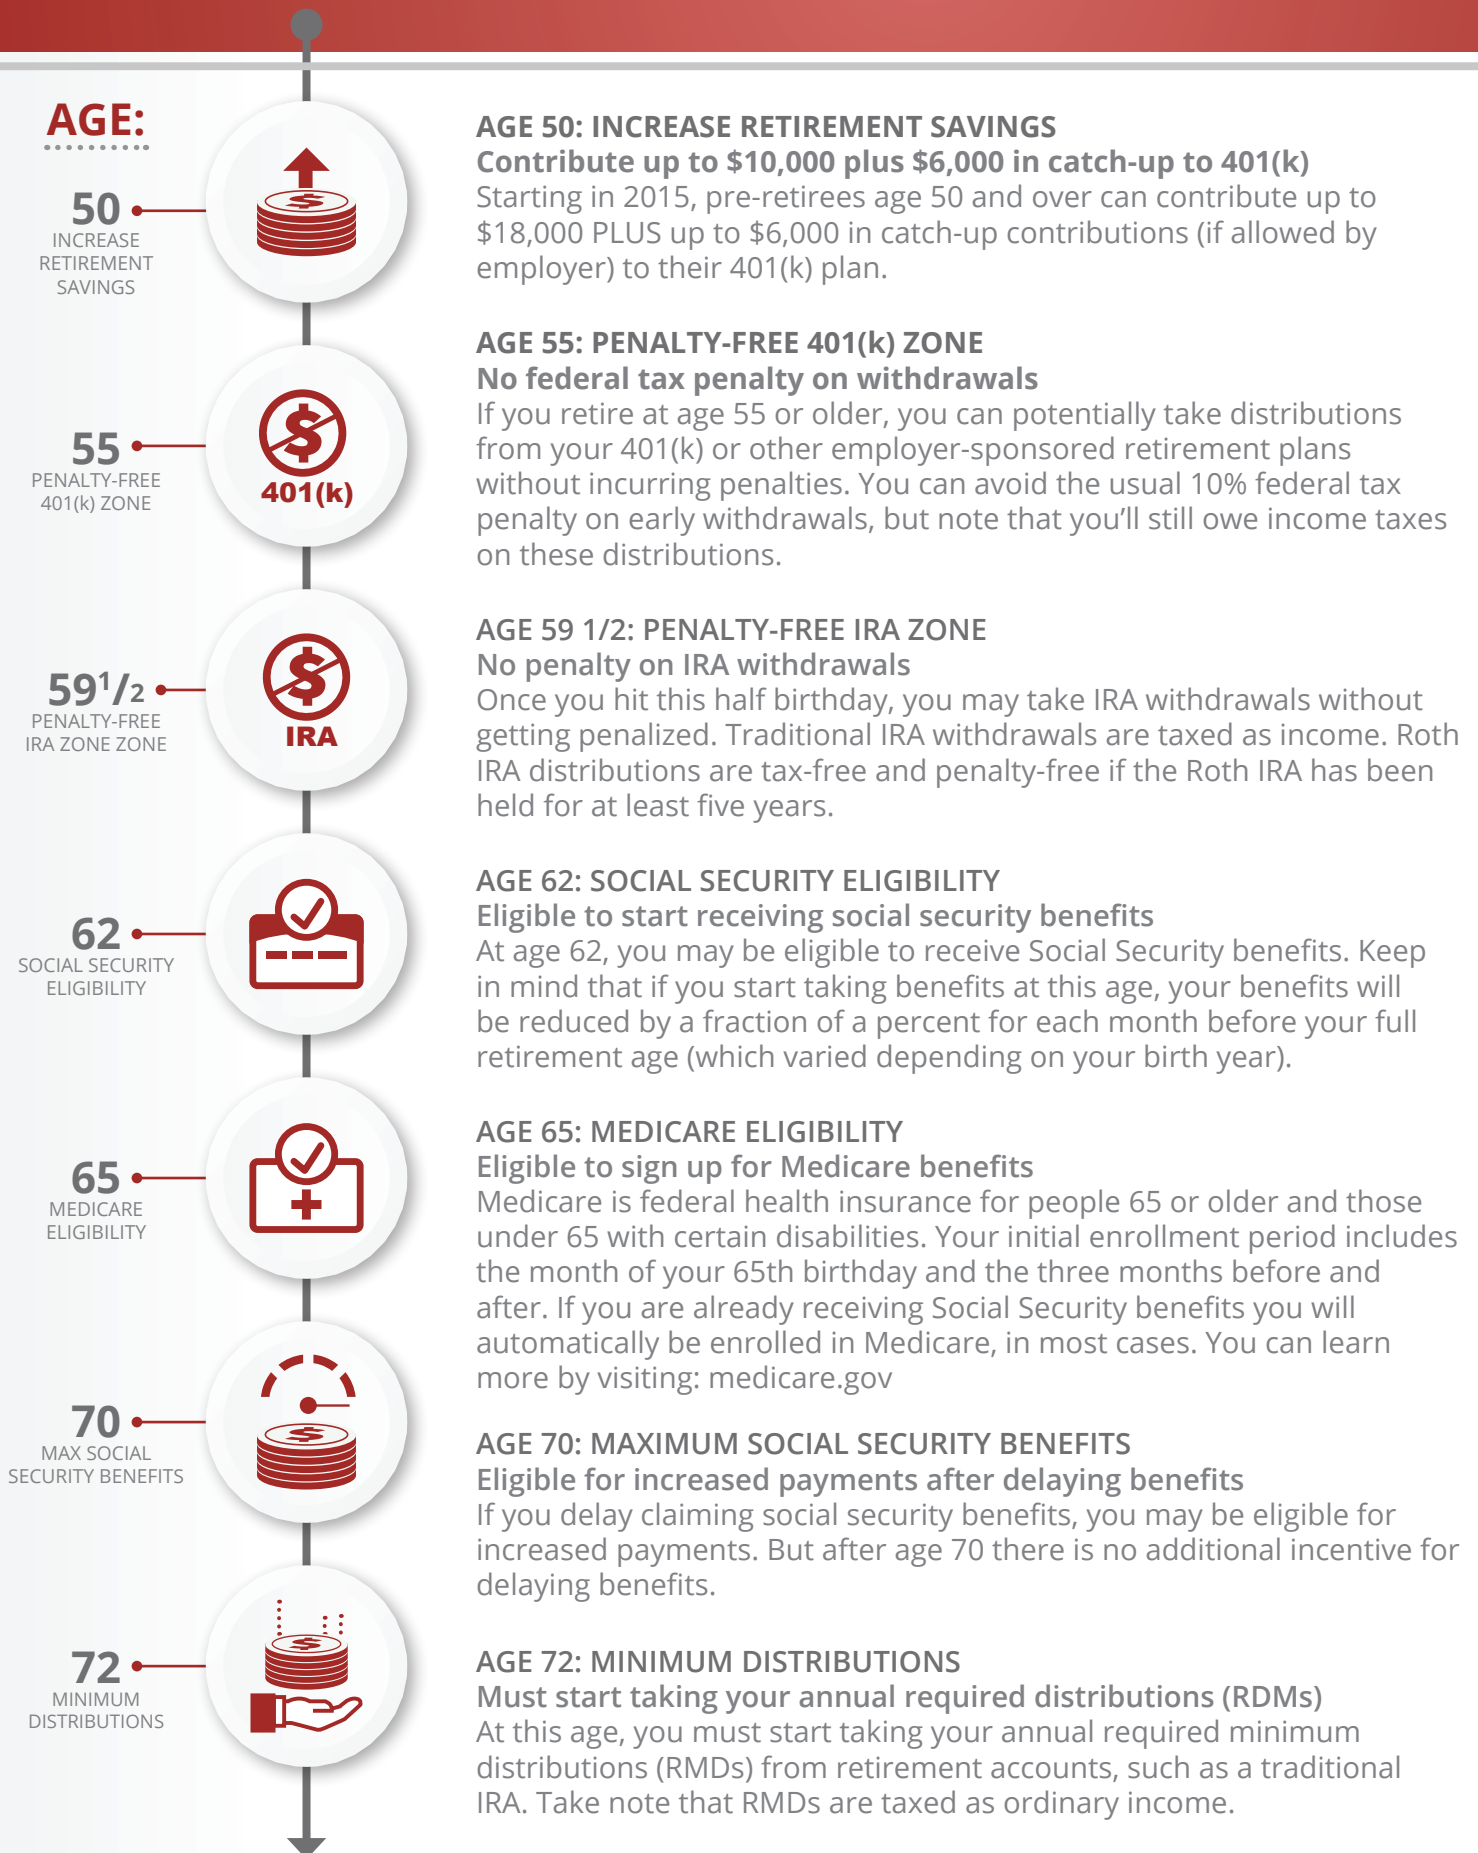 AGE:
50
INCREASE
RETIREMENT
SAVINGS
AGE 50: INCREASE RETIREMENT SAVINGS
Contribute up to $10,000 plus $6,000 in catch-up to 401(k)
Starting in 2015, pre-retirees age 50 and over can contribute up to
$18,000 PLUS up to $6,000 in catch-up contributions (if allowed by
employer) to their 401(k) plan.
55
PENALTY-FREE
401(k) ZONE
$
401(k)
AGE 55: PENALTY-FREE 401(k) ZONE
No federal tax penalty on withdrawals
If you retire at age 55 or older, you can potentially take distributions
from your 401(k) or other employer-sponsored retirement plans
without incurring penalties. You can avoid the usual 10% federal tax
penalty on early withdrawals, but note that you’ll still owe income taxes
on these distributions.
59 1/2
PENALTY-FREE
IRA ZONE ZONE
$
IRA
AGE 59 1/2: PENALTY-FREE IRA ZONE
No penalty on IRA withdrawals
Once you hit this half birthday, you may take IRA withdrawals without
getting penalized. Traditional IRA withdrawals are taxed as income. Roth
IRA distributions are tax-free and penalty-free if the Roth IRA has been
held for at least five years.
62
SOCIAL SECURITY
ELIGIBILITY
AGE 62: SOCIAL SECURITY ELIGIBILITY
Eligible to start receiving social security benefits
At age 62, you may be eligible to receive Social Security benefits. Keep
in mind that if you start taking benefits at this age, your benefits will
be reduced by a fraction of a percent for each month before your full
retirement age (which varied depending on your birth year).
65
MEDICARE
ELIGIBILITY
AGE 65: MEDICARE ELIGIBILITY
Eligible to sign up for Medicare benefits
Medicare is federal health insurance for people 65 or older and those
under 65 with certain disabilities. Your initial enrollment period includes
the month of your 65th birthday and the three months before and
after. If you are already receiving Social Security benefits you will
automatically be enrolled in Medicare, in most cases. You can learn
more by visiting: medicare.gov
70
MAX SOCIAL
SECURITY BENEFITS
AGE 70: MAXIMUM SOCIAL SECURITY BENEFITS
Eligible for increased payments after delaying benefits
If you delay claiming social security benefits, you may be eligible for
increased payments. But after age 70 there is no additional incentive for
delaying benefits.
72
MINIMUM
DISTRIBUTIONS
AGE 72: MINIMUM DISTRIBUTIONS
Must start taking your annual required distributions (RDMs)
At this age, you must start taking your annual required minimum
distributions (RMDs) from retirement accounts, such as a traditional
IRA. Take note that RMDs are taxed as ordinary income.